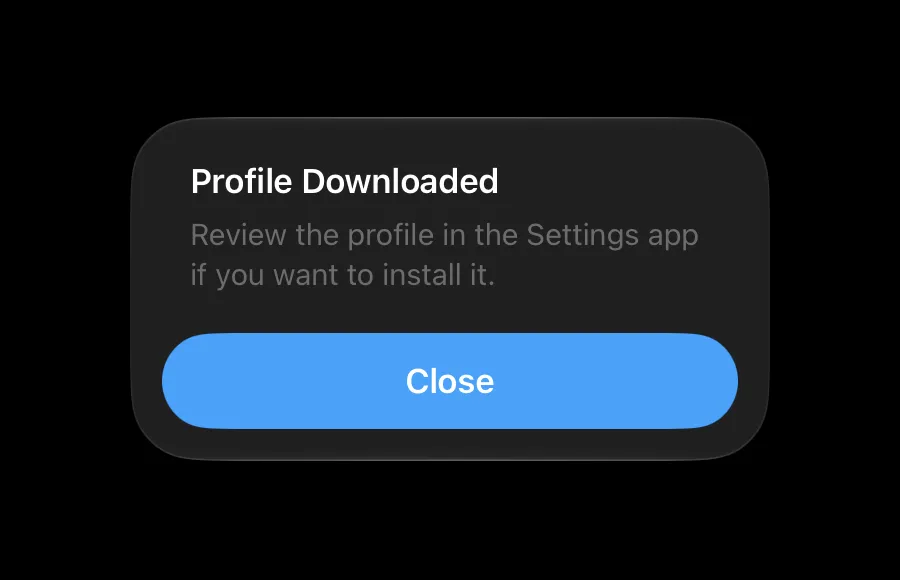 Profile Downloaded
Review the profile in the Settings app
if you want to install it.
Close